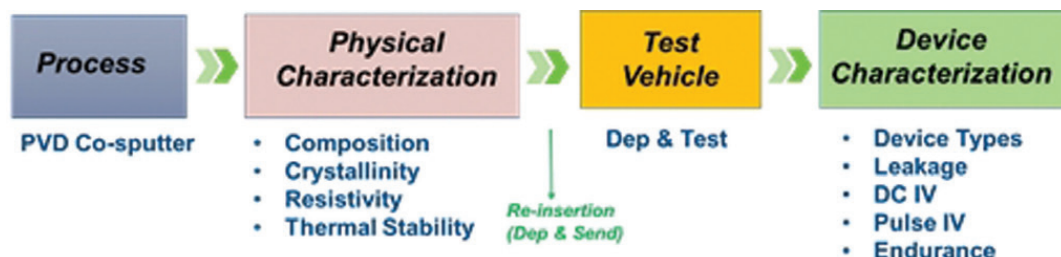 Process
PVD Co-sputter
Physical
Characterization
• Composition
• Crystallinity
• Resistivity
• Thermal Stability
Re-insertion
(Dep & Send)
Test
Vehicle
Dep & Test
Device
Characterization
• Device Types
• Leakage
• DC IV
• Pulse IV
• Endurance